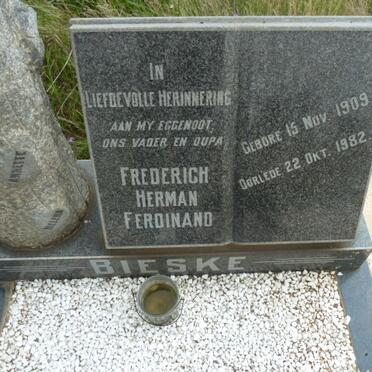 IN
LIEFDEVOLLE HERINNERING
AAN MY EGGENOOT,
ONS VADER EN OUPA
FREDERICH
HERMAN
FERDINAND
GEBORE 15 NOV. 1909
OORLEDE 22 OKT. 1982
BIESKE
ANNETTE